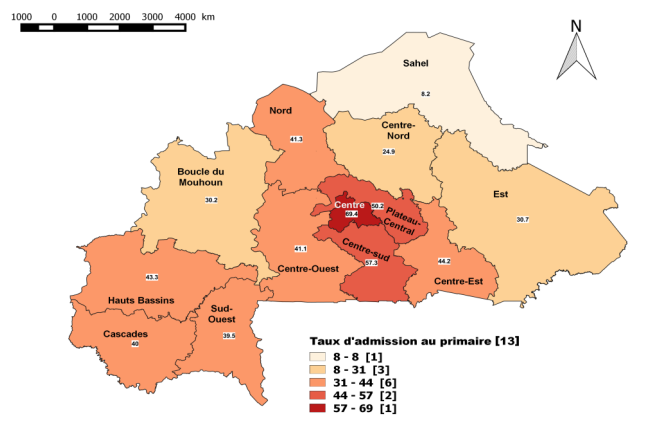 1000 0 1000 2000 3000 4000 km
N
Sahel
8.2
Nord
41.3
Centre-
Nord
24.9
Boucle du
Mouhoun
30.2
Est
30.7
Centre
69.4
50.2
Plateau-
Central
Centre-sud
57.3
41.1
Centre-Ouest
44.2
Centre-Est
43.3
Hauts Bassins
Sud-
Ouest
39.5
Cascades
40
Taux d'admission au primaire [13]
8 - 8 [1]
8 - 31 [3]
31 - 44 [6]
44 - 57 [2]
57 - 69 [1]